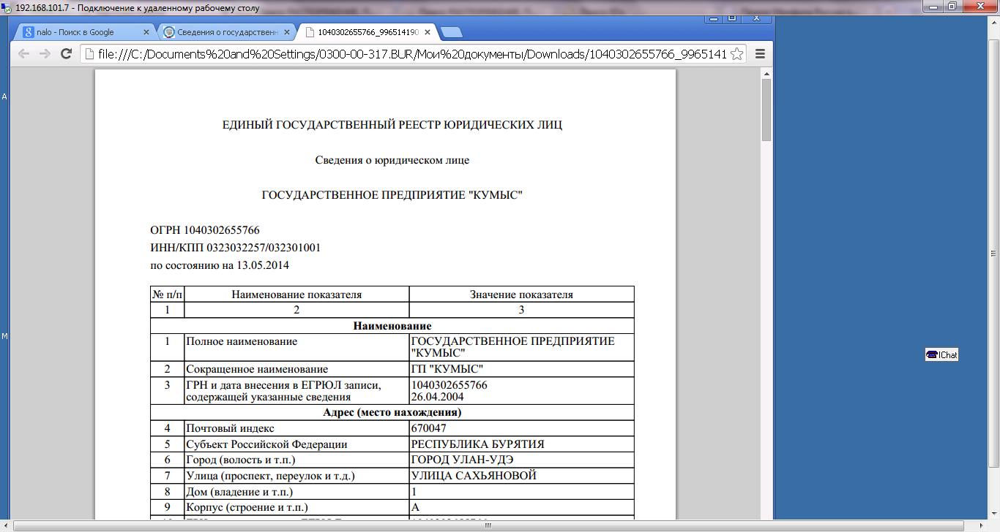 192.168.101.7 - Подключение к удаленному рабочему столу
nalo - Поиск в Google
Сведения о государственн
1040302655766_996514190
file:///C:/Documents%20and%20Settings/0300-00-317.BUR/Мои%20документы/Downloads/1040302655766_9965141
А
М
ЕДИНЫЙ ГОСУДАРСТВЕННЫЙ РЕЕСТР ЮРИДИЧЕСКИХ ЛИЦ
Сведения о юридическом лице
ГОСУДАРСТВЕННОЕ ПРЕДПРИЯТИЕ "КУМЫС"
ОГРН 1040302655766
ИНН/КПП 0323032257/032301001
по состоянию на 13.05.2014
№ п/п Наименование показателя Значение показателя
1 2 3
Наименование
1 Полное наименование ГОСУДАРСТВЕННОЕ ПРЕДПРИЯТИЕ
"КУМЫС"
2 Сокращенное наименование ГП "КУМЫС"
3 ГРН и дата внесения в ЕГРЮЛ записи, 1040302655766
содержащей указанные сведения 26.04.2004
Адрес (место нахождения)
4 Почтовый индекс 670047
5 Субъект Российской Федерации РЕСПУБЛИКА БУРЯТИЯ
6 Город (волость и т.п.) ГОРОД УЛАН-УДЭ
7 Улица (проспект, переулок и т.д.) УЛИЦА САХЬЯНОВОЙ
8 Дом (владение и т.п.) 1
9 Корпус (строение и т.п.) А
IChat